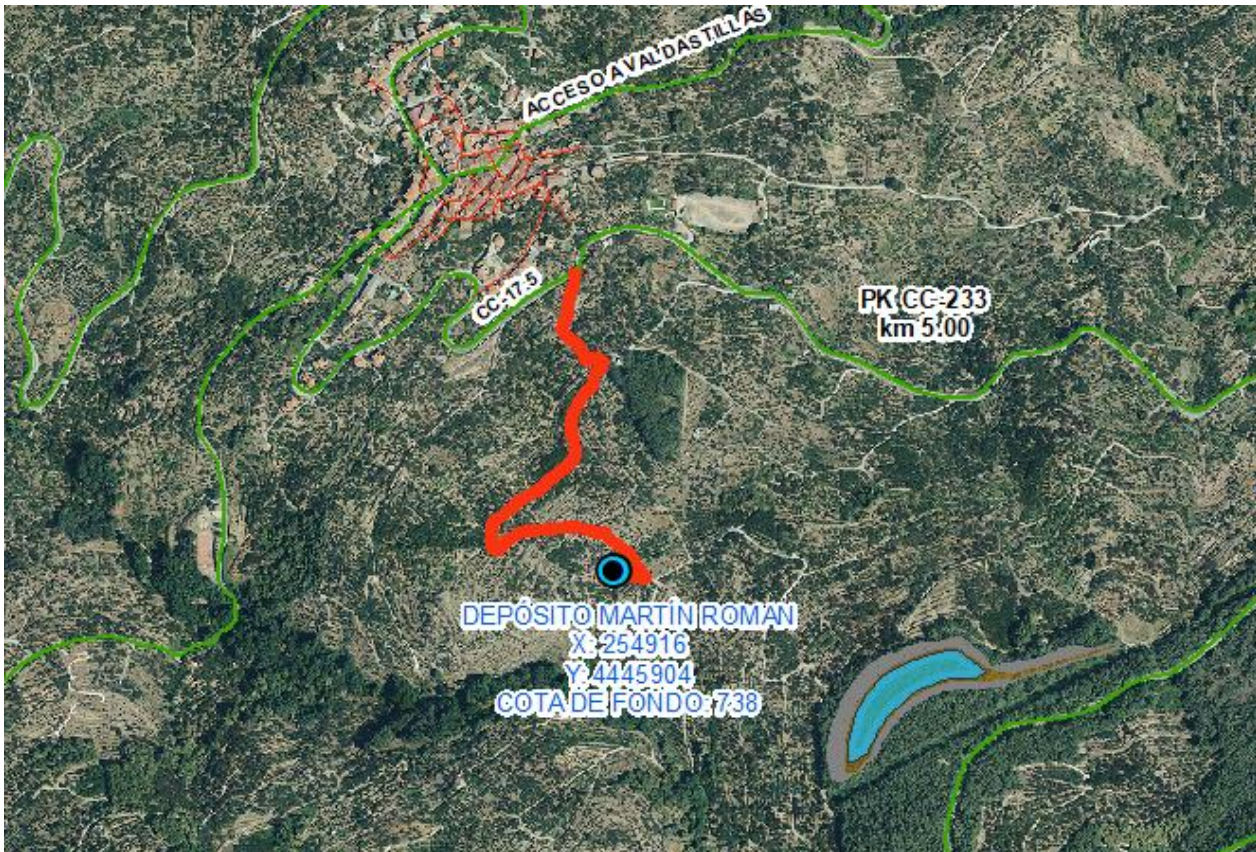 ACCESO A VALDASTILLAS
CC-17.5
PK CC-233
km 5.00
DEPÓSITO MARTÍN ROMAN
X: 254916
Y: 4445904
COTA DE FONDO: 738